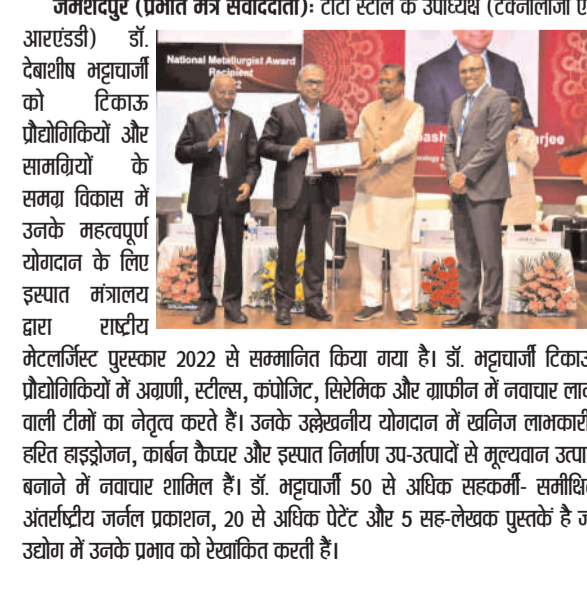 जमशेदपुर (प्रभात मंत्र संवाददाता): टाटा स्टील के उपाध्यक्ष (टेक्नोलॉजी
आरएंडडी) डॉ.
देबाशीष भट्टाचार्जी
को टिकाऊ
प्रौद्योगिकियों और
सामग्रियों के
समग्र विकास में
उनके महत्वपूर्ण
योगदान के लिए
इस्पात मंत्रालय
द्वारा राष्ट्रीय
National Metallurgist Award
Recipient
मेटलर्जिस्ट पुरस्कार 2022 से सम्मानित किया गया है। डॉ. भट्टाचार्जी
प्रौद्योगिकियों में अग्रणी, स्टील्स, कंपोजिट, सिरेमिक और ग्राफीन में नवाचार
वाली टीमों का नेतृत्व करते हैं। उनके उल्लेखनीय योगदान में खनिज लाभकारी
हरित हाइड्रोजन, कार्बन कैप्चर और इस्पात निर्माण उप-उत्पादों से मूल्यवान
बनाने में नवाचार शामिल हैं। डॉ. भट्टाचार्जी 50 से अधिक सहकर्मी-
अंतर्राष्ट्रीय जर्नल प्रकाशन, 20 से अधिक पेटेंट और 5 सह-लेखक पुस्तकें है
उद्योग में उनके प्रभाव को रेखांकित करती हैं।